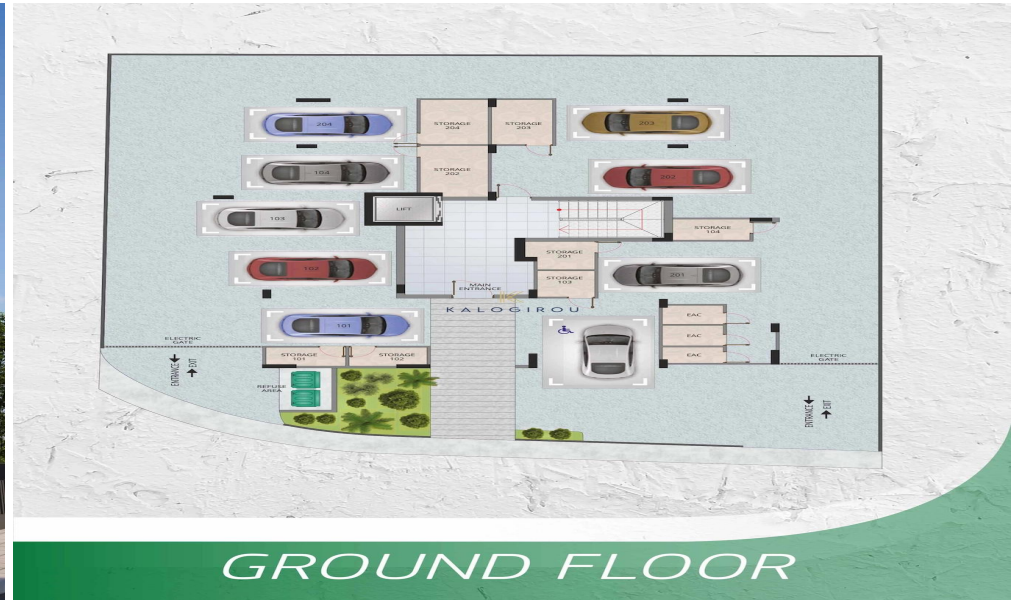 204
STORAGE
204
STORAGE
203
203
104
STORAGE
202
202
LIFT
103
STORAGE
104
STORAGE
201
102
201
STORAGE
103
MAIN
ENTRANCE
KALOGIROU
101
EAC
EAC
EAC
ELECTRIC
GATE
STORAGE
101
STORAGE
102
ELECTRIC
GATE
ENTRANCE
EXIT
REFUSE
AREA
ENTRANCE
EXIT
GROUND FLOOR